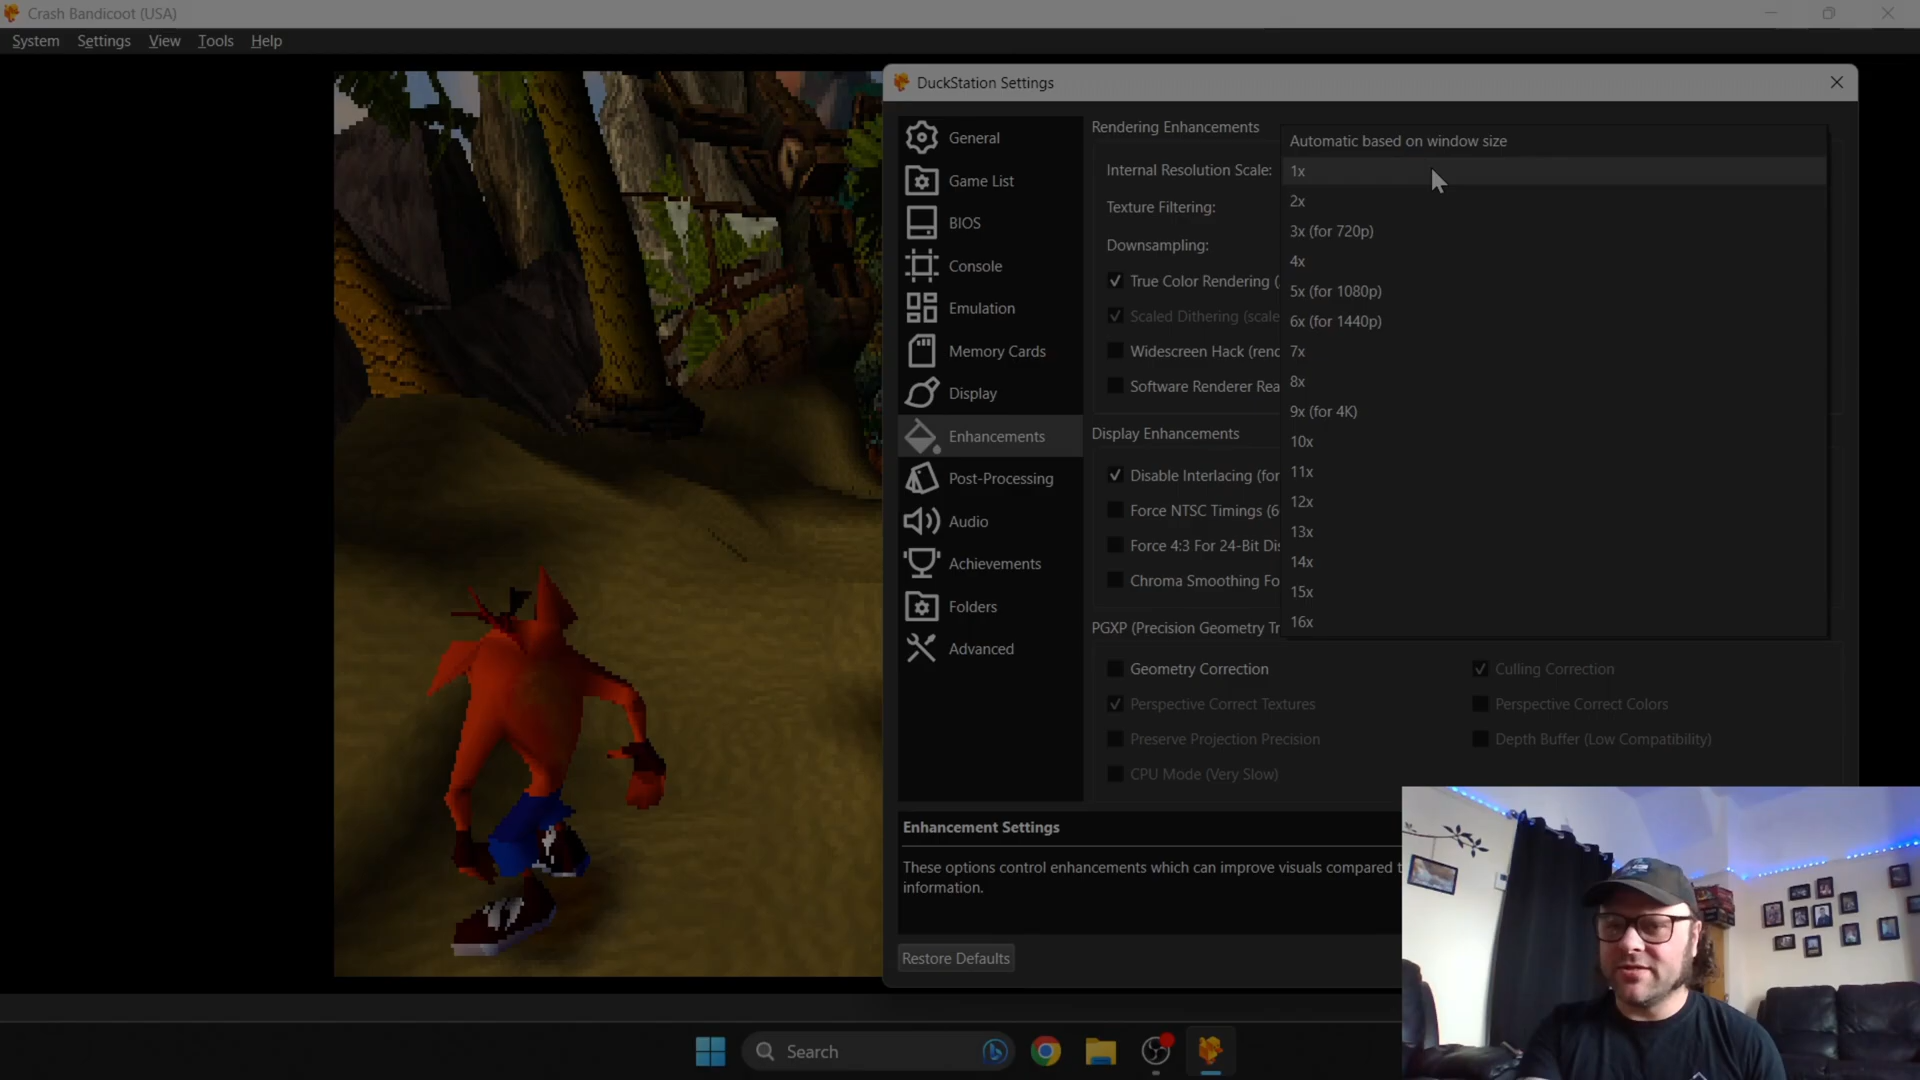 Crash Bandicoot (USA)
System Settings View Tools Help
DuckStation Settings
General
Game List
BIOS
Console
Emulation
Memory Cards
Display
Enhancements
Post-Processing
Audio
Achievements
Folders
Advanced
Rendering Enhancements
Internal Resolution Scale:
Texture Filtering:
Downsampling:
True Color Rendering (
Scaled Dithering (scale
Widescreen Hack (renc
Software Renderer Rea
Automatic based on window size
1x
2x
3x (for 720p)
4x
5x (for 1080p)
6x (for 1440p)
7x
8x
9x (for 4K)
10x
11x
12x
13x
14x
15x
16x
Display Enhancements
Disable Interlacing (for
Force NTSC Timings (6
Force 4:3 For 24-Bit Dis
Chroma Smoothing Fo
PGXP (Precision Geometry Tr
Geometry Correction
Culling Correction
Perspective Correct Textures
Perspective Correct Colors
Preserve Projection Precision
Depth Buffer (Low Compatibility)
CPU Mode (Very Slow)
Enhancement Settings
These options control enhancements which can improve visuals compared t
information.
Restore Defaults
Search